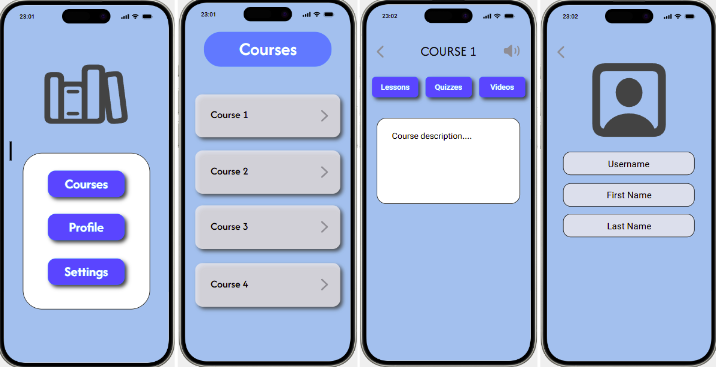 23:01
Courses
Profile
Settings
23:01
Courses
Course 1
Course 2
Course 3
Course 4
23:02
COURSE 1
Lessons Quizzes Videos
Course description....
23:02
Username
First Name
Last Name